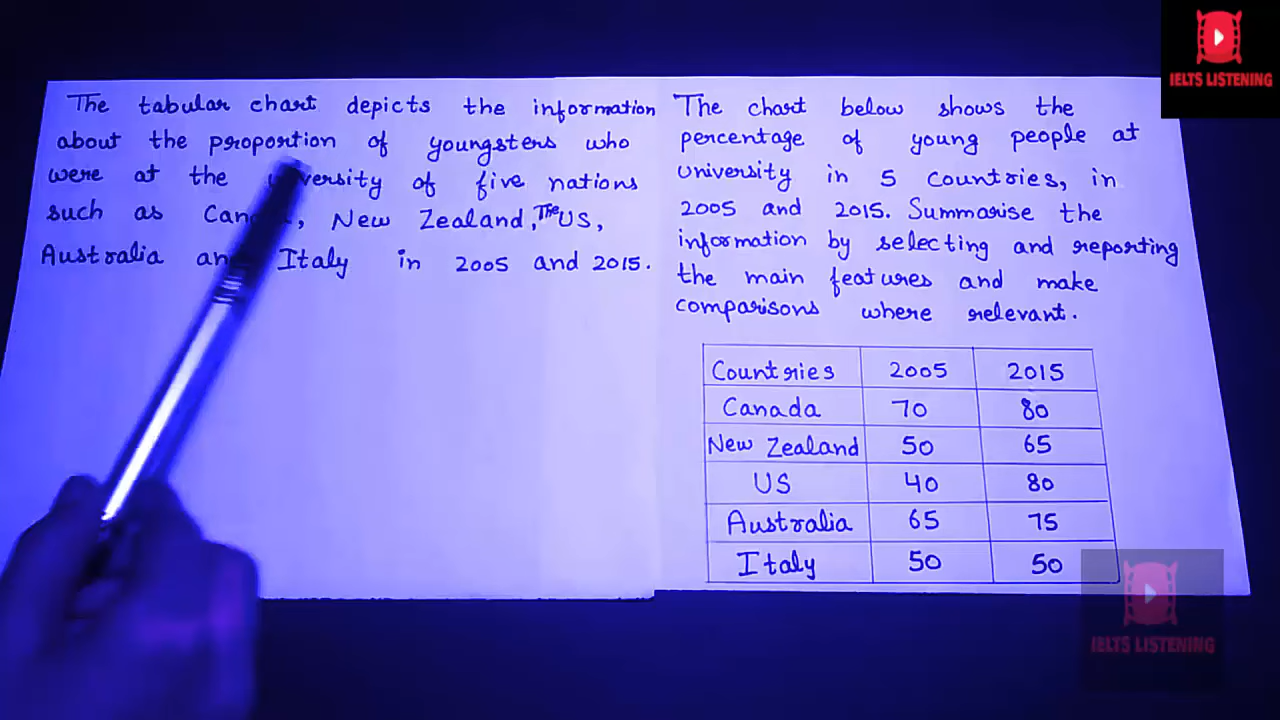 The tabular chart depicts the information
about the proportion of youngsters who
were at the of five nations
such as New Zealand, The US,
Australia Italy in 2005 and 2015.
The chart below shows the
percentage of young people at
University in 5 Countries, in
2005 and 2015. Summarise the
information by selecting and reporting
the main features and make
comparisons where relevant.
Countries 2005 2015
Canada 70 80
New Zealand 50 65
US 40 80
Australia 65 75
Italy 50 50
IELTS LISTENING
IELTS LISTENING